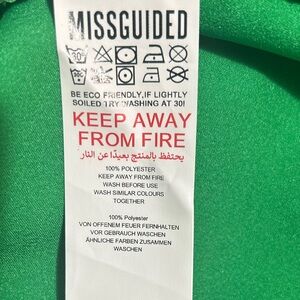 MISSGUIDED
30°
BE ECO FRIENDLY,IF LIGHTLY
SOILED TRY WASHING AT 30!
KEEP AWAY
FROM FIRE
يحتفظ بالمنتج بعيدًا عن النار
100% POLYESTER
KEEP AWAY FROM FIRE
WASH BEFORE USE
WASH SIMILAR COLOURS
TOGETHER
100% Polyester
VON OFFENEM FEUER FERNHALTEN
VOR GEBRAUCH WASCHEN
ÄHNLICHE FARBEN ZUSAMMEN
WASCHEN